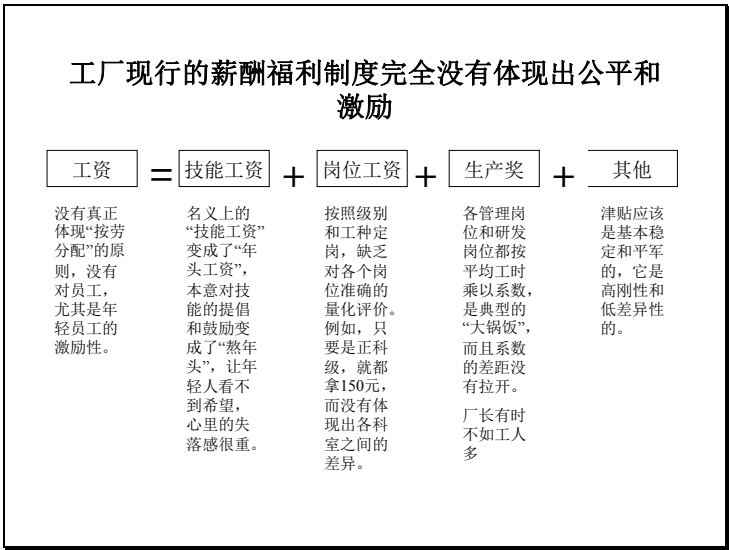 工厂现行的薪酬福利制度完全没有体现出公平和
激励
工资
=
技能工资
+
岗位工资
+
生产奖
+
其他
没有真正
体现“按劳
分配”的原
则，没有
对员工，
尤其是年
轻员工的
激励性。
名义上的
“技能工资”
变成了“年
头工资”，
本意对技
能的提倡
和鼓励变
成了“熬年
头”，让年
轻人看不
到希望，
心里的失
落感很重。
按照级别
和工种定
岗，缺乏
对各个岗
位准确的
量化评价。
例如，只
要是正科
级，就都
拿150元，
而没有体
现出各科
室之间的
差异。
各管理岗
位和研发
岗位都按
平均工时
乘以系数，
是典型的
“大锅饭”，
而且系数
的差距没
有拉开。
厂长有时
不如工人
多
津贴应该
是基本稳
定和平军
的，它是
高刚性和
低差异性
的。